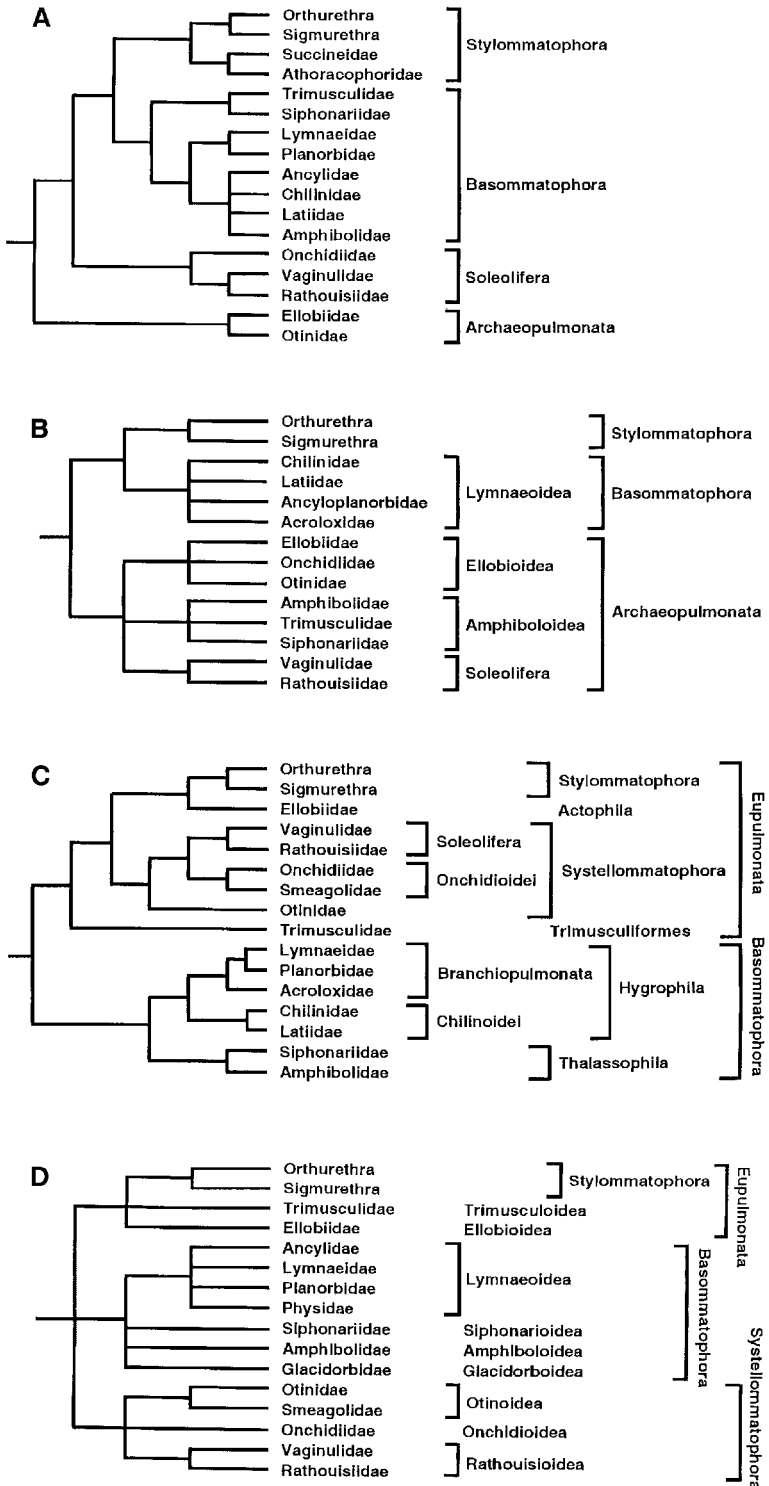 A
Orthurethra
Sigmurethra
Succineidae
Athoracophoridae
Stylommatophora
Trimusculidae
Siphonariidae
Lymnaeidae
Planorbidae
Ancylidae
Chilinidae
Latiidae
Amphibolidae
Basommatophora
Onchidiidae
Vaginulidae
Rathouisiidae
Soleolifera
Ellobiidae
Otinidae
Archaeopulmonata
B
Orthurethra
Sigmurethra
Stylommatophora
Chilinidae
Latiidae
Ancyloplanorbidae
Acroloxidae
Lymnaeoidea
Basommatophora
Ellobiidae
Onchidiidae
Otinidae
Ellobioidea
Amphibolidae
Trimusculidae
Siphonariidae
Amphiboloidea
Vaginulidae
Rathouisiidae
Soleolifera
Archaeopulmonata
C
Orthurethra
Sigmurethra
Stylommatophora
Ellobiidae
Actophila
Vaginulidae
Rathouisiidae
Soleolifera
Onchidiidae
Smeagolidae
Onchidioidei
Otinidae
Systellommatophora
Trimusculidae
Trimusculiformes
Eupulmonata
Lymnaeidae
Planorbidae
Acroloxidae
Branchiopulmonata
Chilinidae
Latiidae
Chilinoidei
Hygrophila
Siphonariidae
Amphibolidae
Thalassophila
Basommatophora
D
Orthurethra
Sigmurethra
Stylommatophora
Trimusculidae
Trimusculoidea
Ellobiidae
Ellobioidea
Eupulmonata
Ancylidae
Lymnaeidae
Planorbidae
Physidae
Lymnaeoidea
Siphonariidae
Siphonarioidea
Amphibolidae
Amphiboloidea
Glacidorbidae
Glacidorboidea
Basommatophora
Otinidae
Smeagolidae
Otinoidea
Onchidiidae
Onchidioidea
Vaginulidae
Rathouisiidae
Rathouisioidea
Systellommatophora